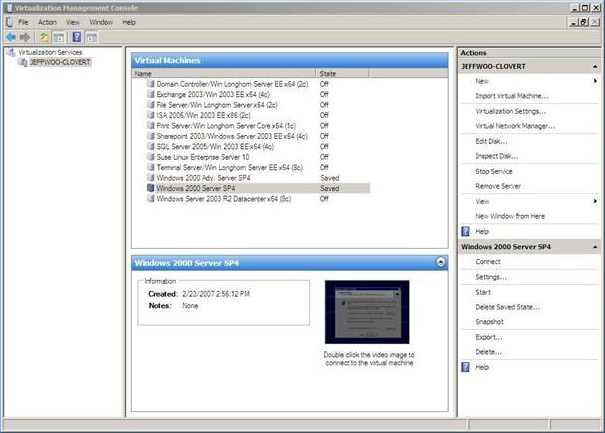 Virtualization Management Console
File Action View Window Help
Virtualization Services
JEFFWOO-CLOVERT
Virtual Machines
Name State
Domain Controller/Win Longhorn Server EE x64 (2c) Off
Exchange 2003/Win 2003 EE x64 (4c) Off
File Server/Win Longhorn Server x64 (2c) Off
ISA 2006/Win 2003 EE x86 (2c) Off
Print Server/Win Longhorn Server Core x64 (1c) Off
Sharepoint 2003/Windows Server 2003 EE x64 (4c) Off
SQL Server 2005/Win 2003 EE x64 (4c) Off
Suse Linux Enterprise Server 10 Off
Terminal Server/Win Longhorn Server EE x64 (8c) Off
Windows 2000 Adv. Server SP4 Saved
Windows 2000 Server SP4 Saved
Windows Server 2003 R2 Datacenter x64 (8c) Off
Windows 2000 Server SP4
Information
Created: 2/23/2007 2:56:12 PM
Notes: None
Double click the video image to
connect to the virtual machine
Actions
JEFFWOO-CLOVERT
New
Import Virtual Machine...
Virtualization Settings...
Virtual Network Manager...
Edit Disk...
Inspect Disk...
Stop Service
Remove Server
View
New Window from Here
Help
Windows 2000 Server SP4
Connect
Settings...
Start
Delete Saved State...
Snapshot
Export...
Delete...
Help